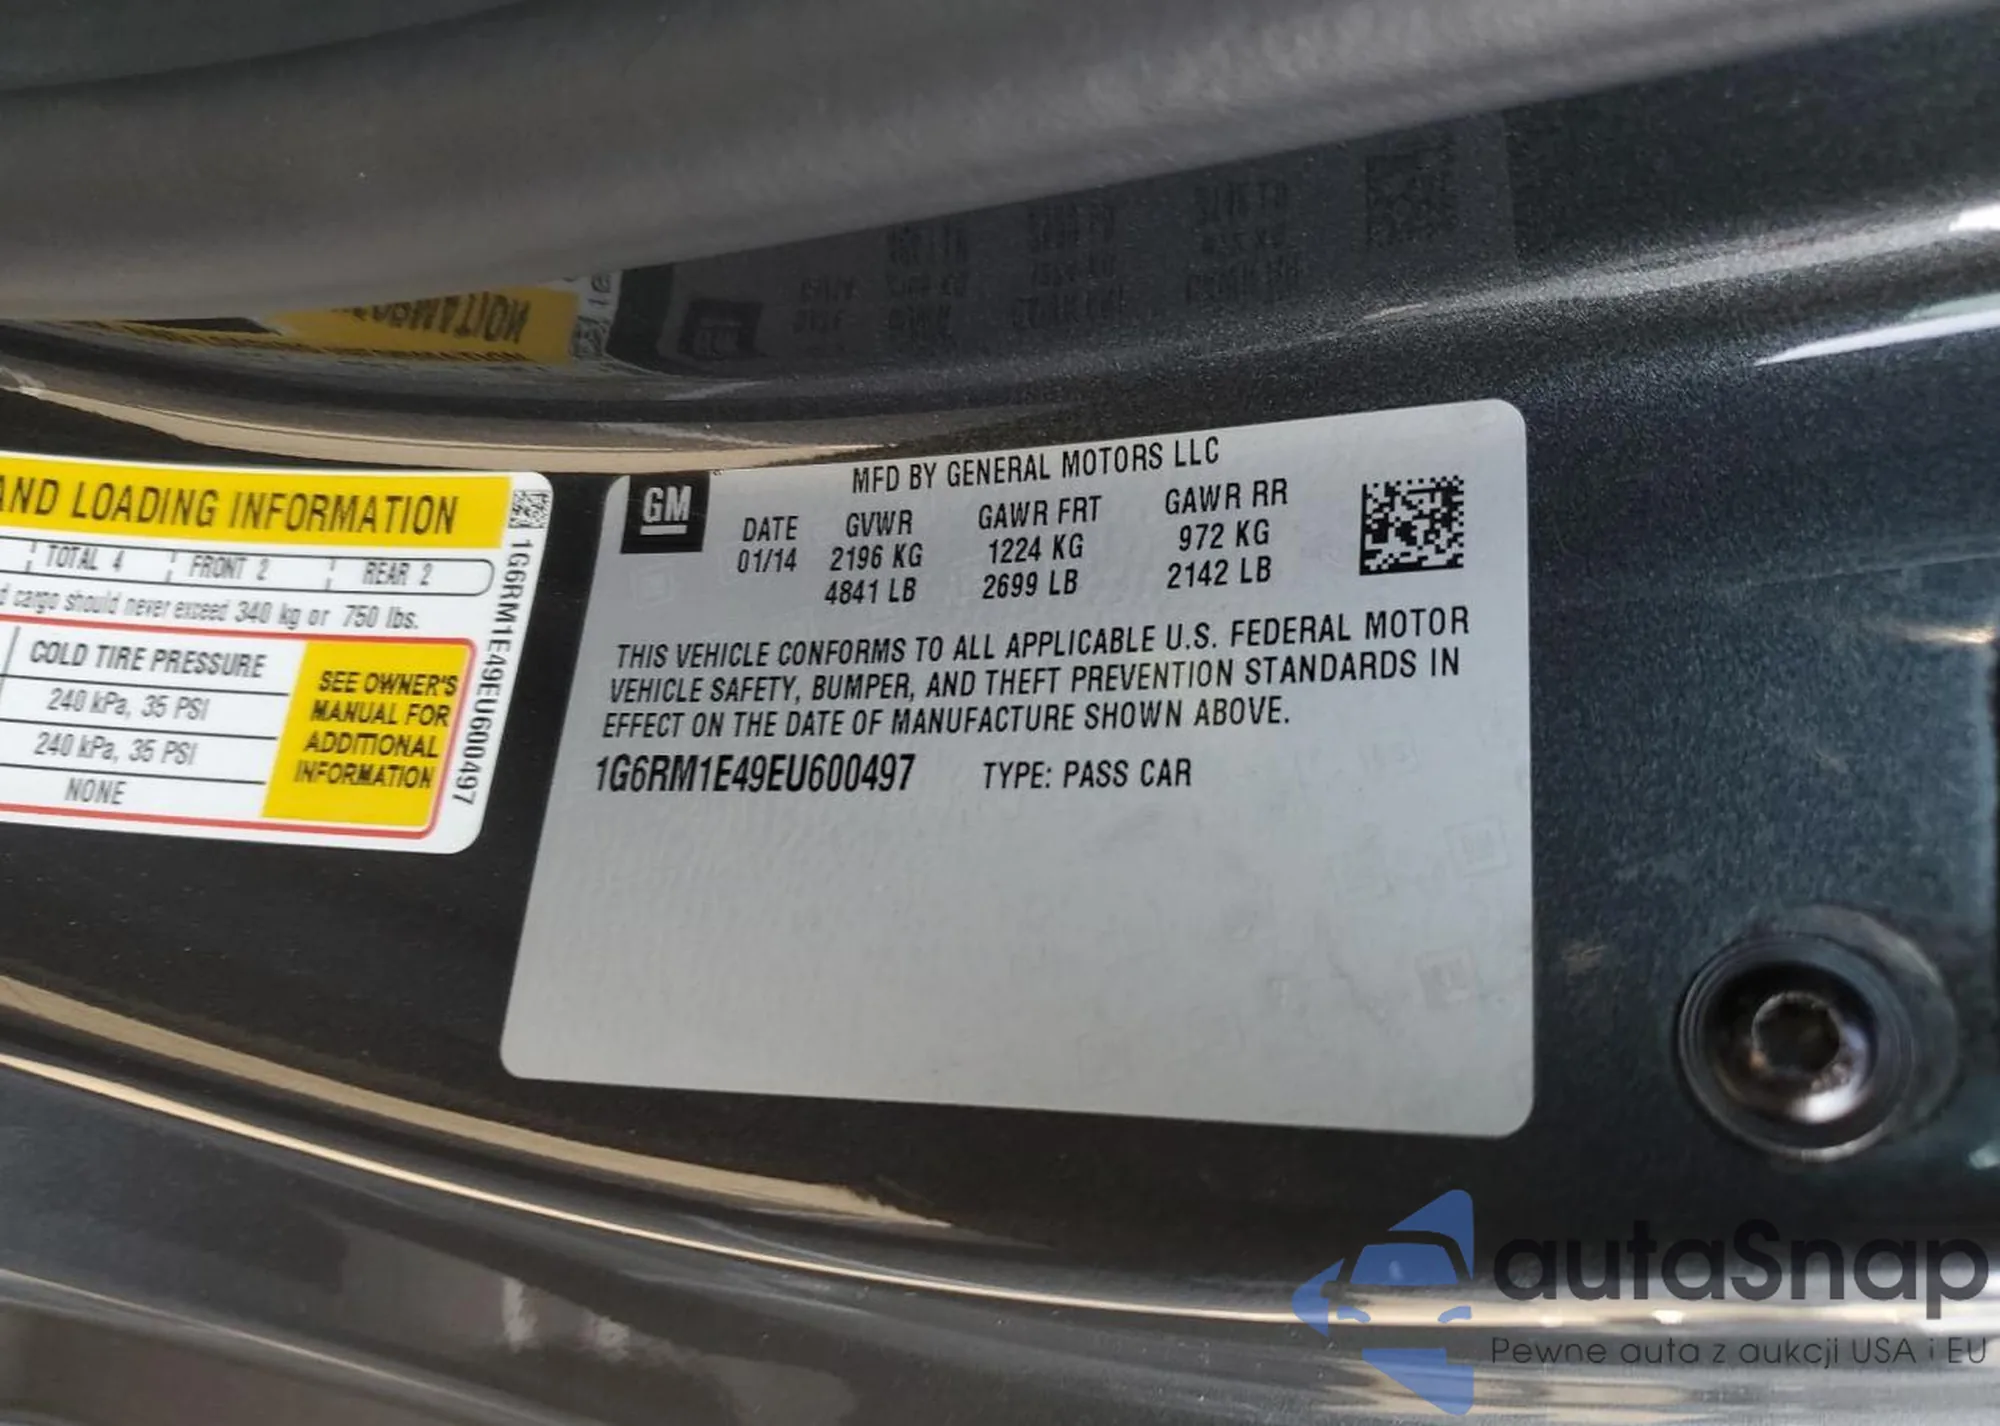 AND LOADING INFORMATION
TOTAL 4 FRONT 2 REAR 2
cargo should never exceed 340 kg or 750 lbs.
COLD TIRE PRESSURE
240 kPa, 35 PSI
240 kPa, 35 PSI
NONE
SEE OWNER'S
MANUAL FOR
ADDITIONAL
INFORMATION
1G6RM1E49EU600497
GM
MFD BY GENERAL MOTORS LLC
DATE GVWR GAWR FRT GAWR RR
01/14 2196 KG 1224 KG 972 KG
4841 LB 2699 LB 2142 LB
THIS VEHICLE CONFORMS TO ALL APPLICABLE U.S. FEDERAL MOTOR
VEHICLE SAFETY, BUMPER, AND THEFT PREVENTION STANDARDS IN
EFFECT ON THE DATE OF MANUFACTURE SHOWN ABOVE.
1G6RM1E49EU600497 TYPE: PASS CAR
autaSnap
Pewne auta z aukcji USA i EU